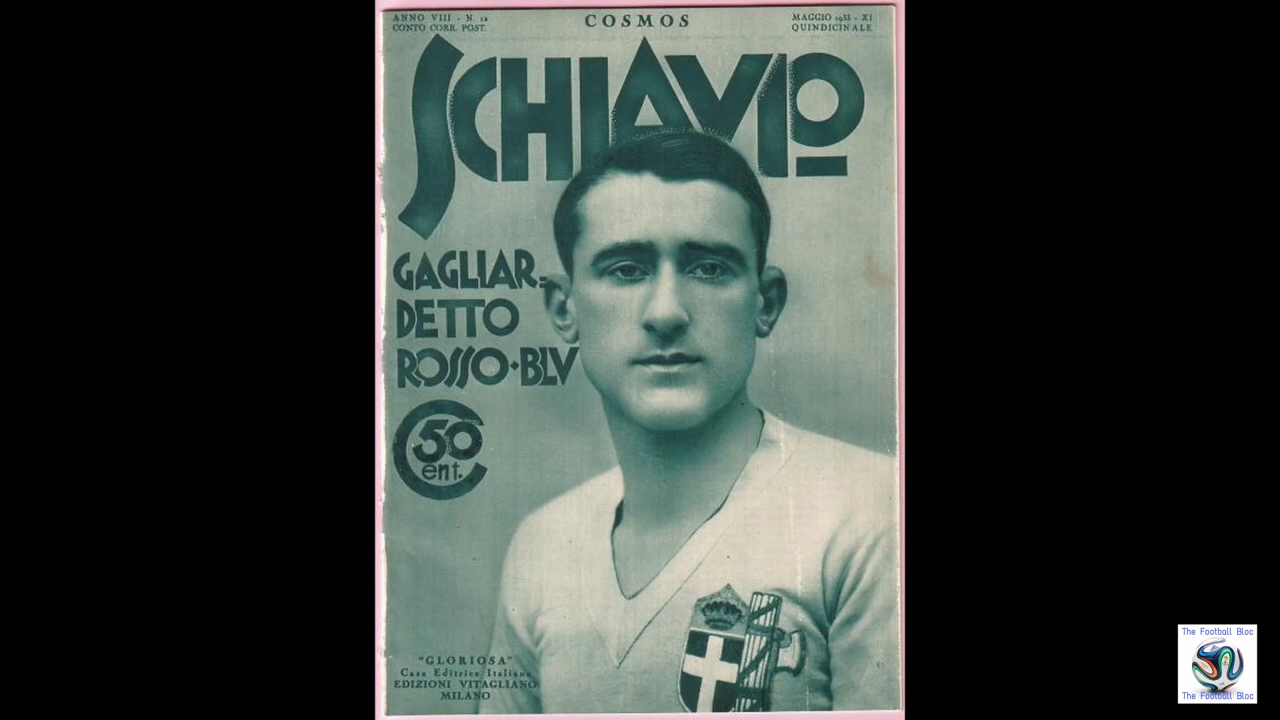 ANNO VIII - N. 12
CONTO CORR. POST.
COSMOS
MAGGIO 1933 - XI
QUINDICINALE
SCHIAVIO
GAGLIAR=
DETTO
ROSSO·BLV
50
Cent.
"GLORIOSA"
Casa Editrice Italiana
EDIZIONI VITAGLIANO
MILANO
The Football Bloc
The Football Bloc